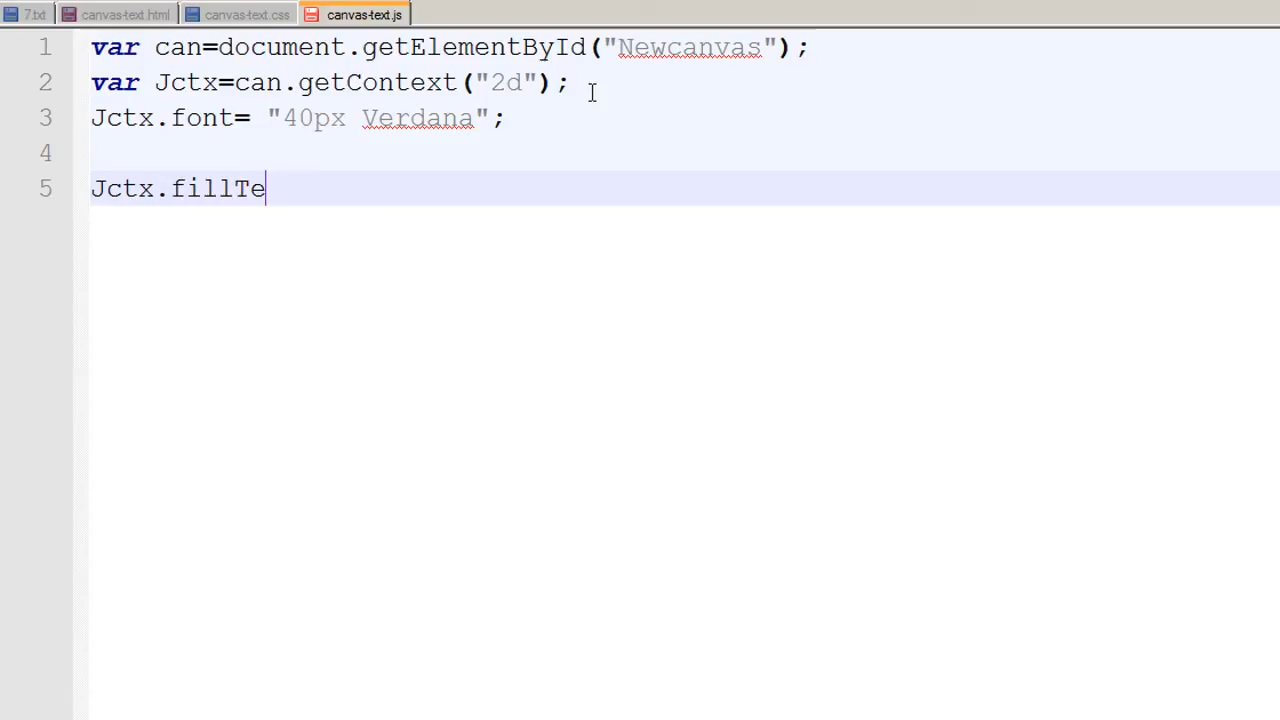 7.txt canvas-text.html canvas-text.css canvas-text.js
1 var can=document.getElementById("Newcanvas");
2 var Jctx=can.getContext("2d");
3 Jctx.font= "40px Verdana";
4
5 Jctx.fillTe